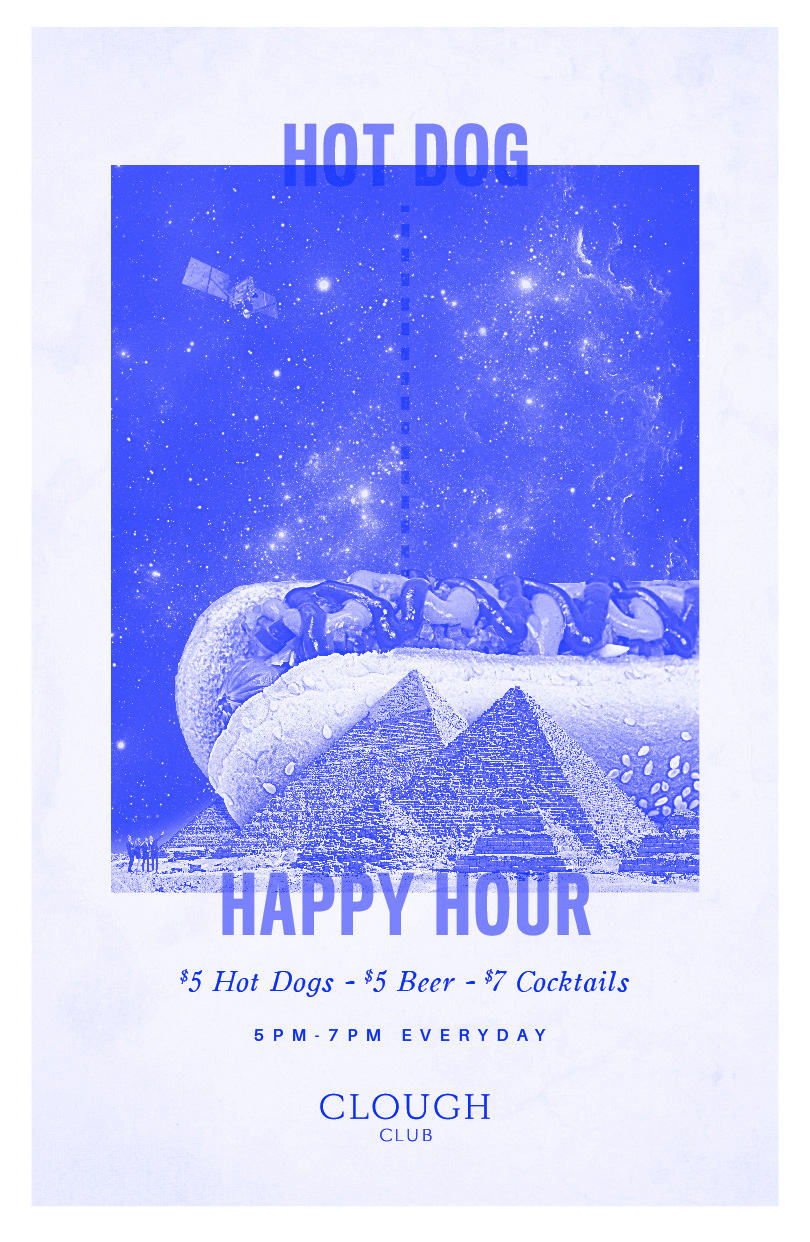 HOT DOG
HAPPY HOUR
$5 Hot Dogs - $5 Beer - $7 Cocktails
5PM-7PM EVERYDAY
CLOUGH
CLUB